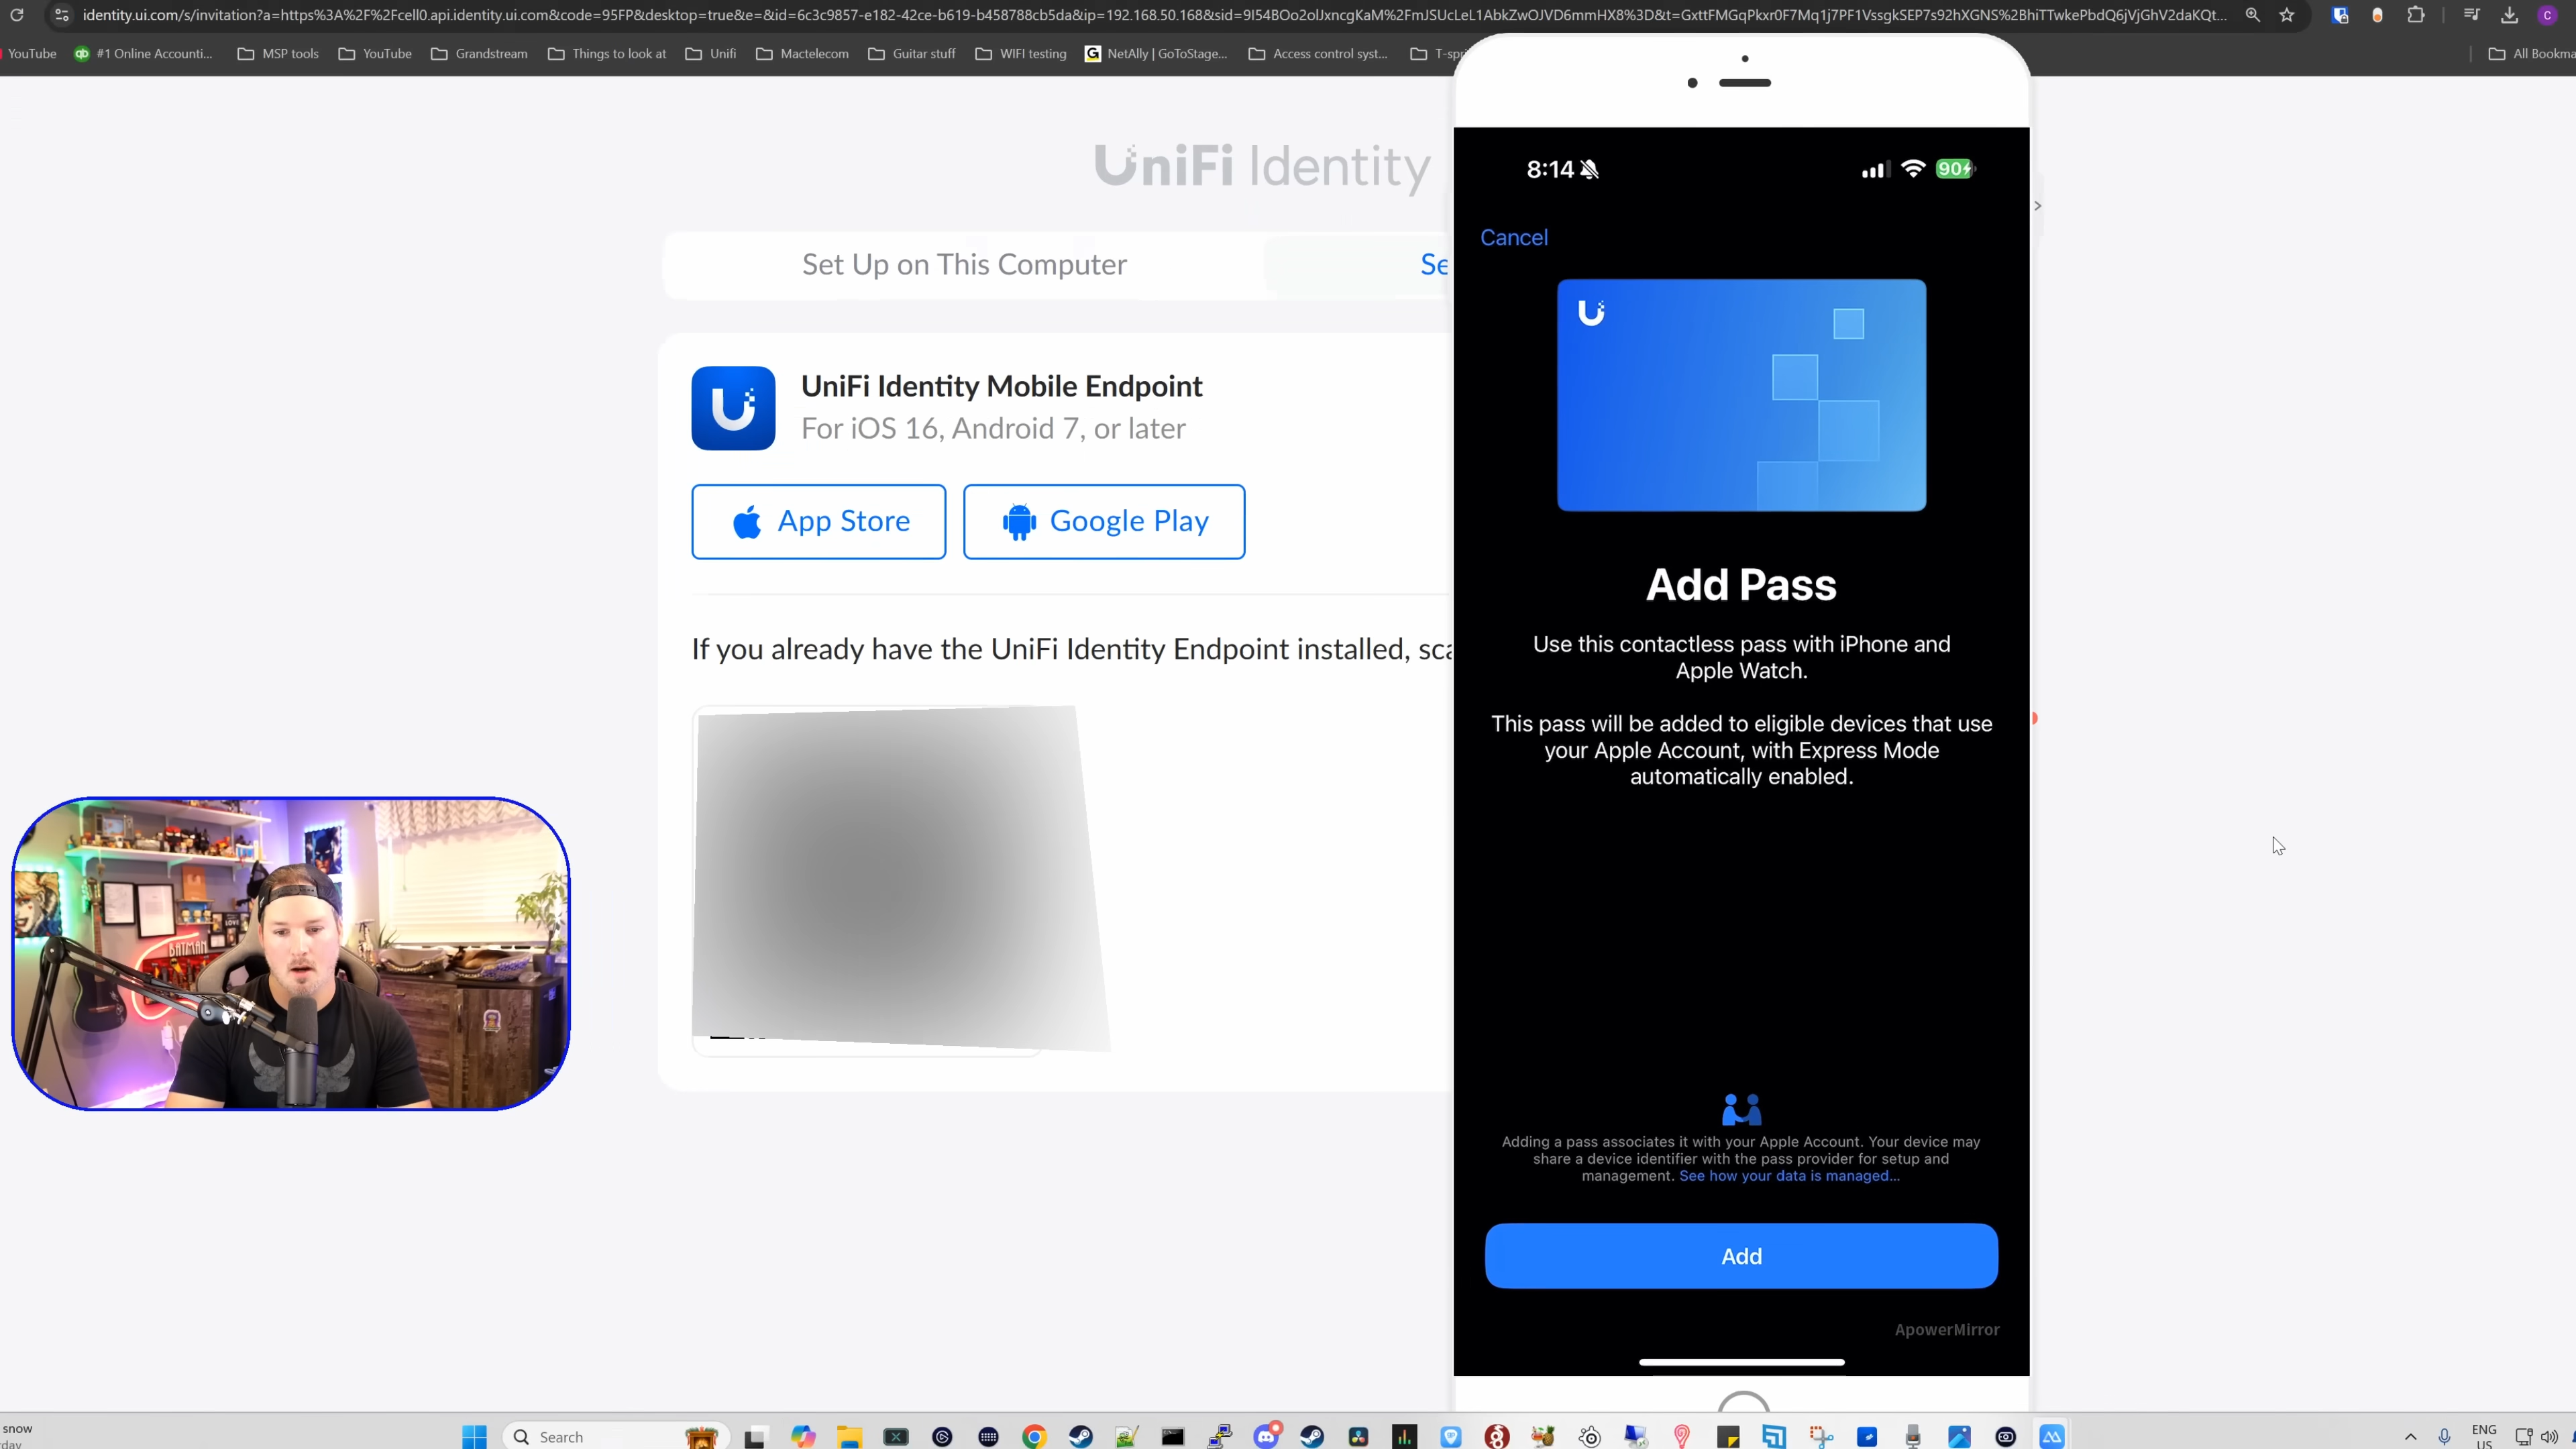 identity.ui.com/s/invitation?a=https%3A%2F%2Fcell0.api.identity.ui.com&code=95FP&desktop=true&e=&id=6c3c9857-e182-42ce-b619-b458788cb5da&ip=192.168.50.168&sid=9I54BOo2olJxncgKaM%2FmJSUcLeL1AbkZwOJVD6mmHX8%3D&t=GxttFMGqPkxr0F7Mq1j7PF1VssgkSEP7s92hXGNS%2BhiTTwkePbdQ6jVjGhV2daKQt...
YouTube #1 Online Accounti... MSP tools YouTube Grandstream Things to look at Unifi Mactelecom Guitar stuff WIFI testing NetAlly | GoToStage... Access control syst... T-spri All Bookma
UniFi Identity
Set Up on This Computer
Se
UniFi Identity Mobile Endpoint
For iOS 16, Android 7, or later
App Store
Google Play
If you already have the UniFi Identity Endpoint installed, sca
8:14
90
Cancel
Add Pass
Use this contactless pass with iPhone and
Apple Watch.
This pass will be added to eligible devices that use
your Apple Account, with Express Mode
automatically enabled.
Adding a pass associates it with your Apple Account. Your device may
share a device identifier with the pass provider for setup and
management. See how your data is managed...
Add
ApowerMirror
BATMAN
LOVE
snow
rday
Search
ENG
US